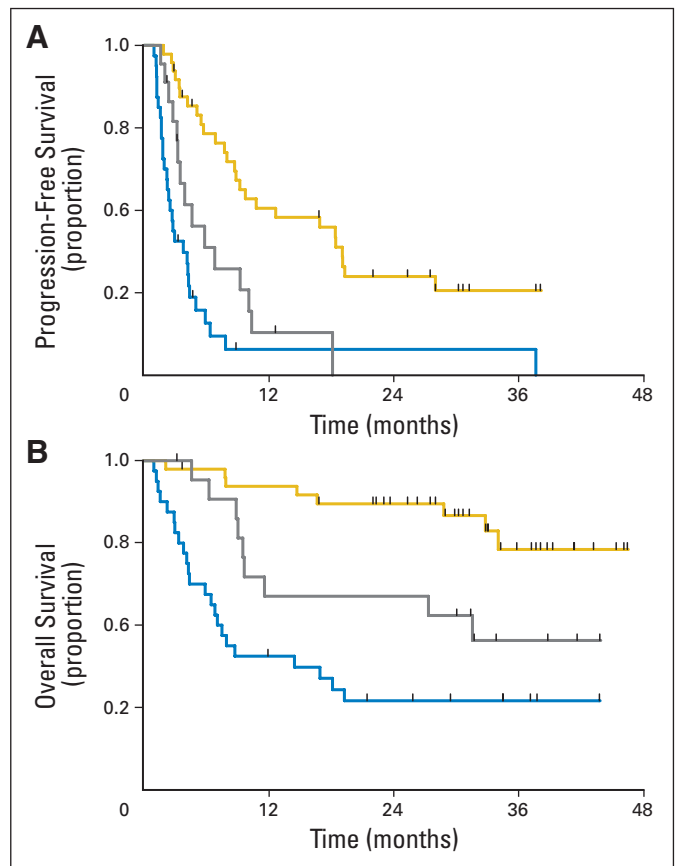 A
Progression-Free Survival
(proportion)
1.0
0.8
0.6
0.2
0
12
24
36
48
Time (months)
B
Overall Survival
(proportion)
1.0
0.8
0.6
0.2
0
12
24
36
48
Time (months)